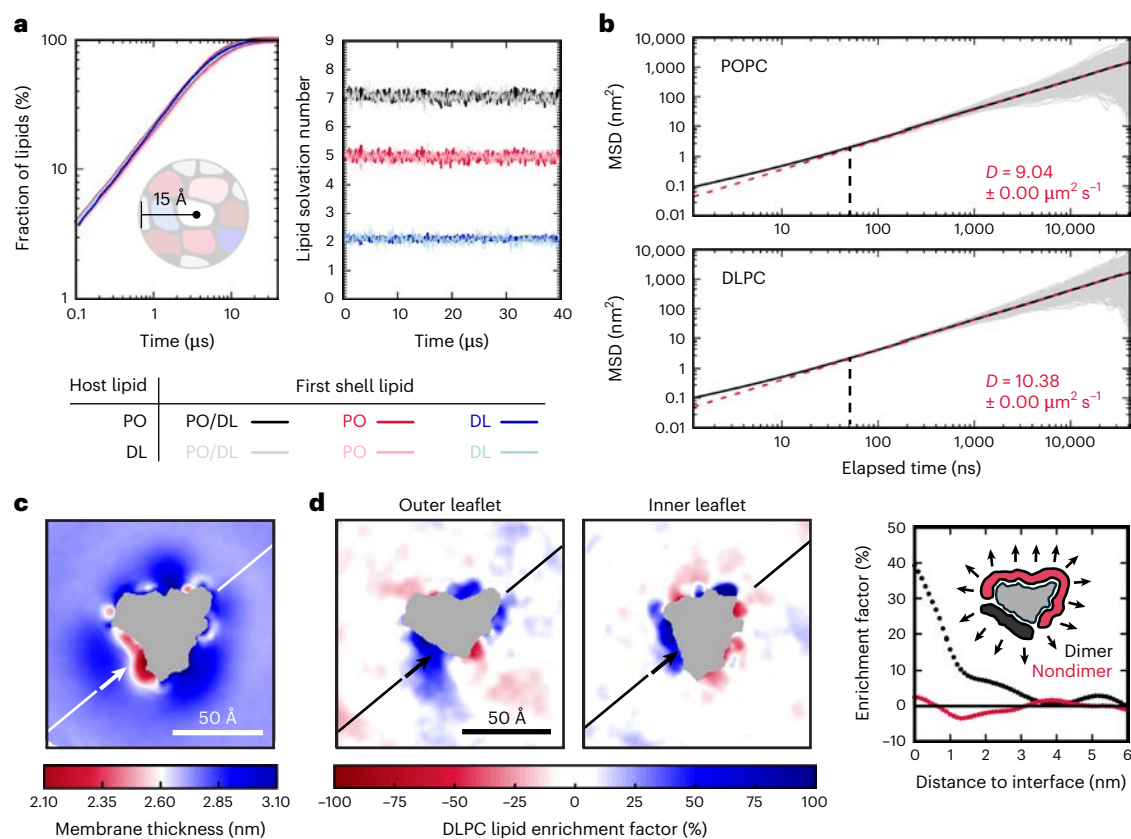 a
Fraction of lipids (%)
100
10
1
0.1
1
10
Time (μs)
15 Å
Lipid solvation number
9
8
7
6
5
4
3
2
1
0
0
10
20
30
40
Time (μs)
Host lipid
First shell lipid
PO
PO/DL
PO
DL
DL
PO/DL
PO
DL
b
MSD (nm²)
10,000
1,000
100
10
1
0.1
0.01
POPC
D = 9.04
± 0.00 μm² s⁻¹
MSD (nm²)
10,000
1,000
100
10
1
0.1
0.01
DLPC
D = 10.38
± 0.00 μm² s⁻¹
10
100
1,000
10,000
Elapsed time (ns)
c
50 Å
2.10
2.35
2.60
2.85
3.10
Membrane thickness (nm)
d
Outer leaflet
Inner leaflet
50 Å
−100
−75
−50
−25
0
25
50
75
100
DLPC lipid enrichment factor (%)
Enrichment factor (%)
50
40
30
20
10
0
−10
Dimer
Nondimer
0
1
2
3
4
5
6
Distance to interface (nm)